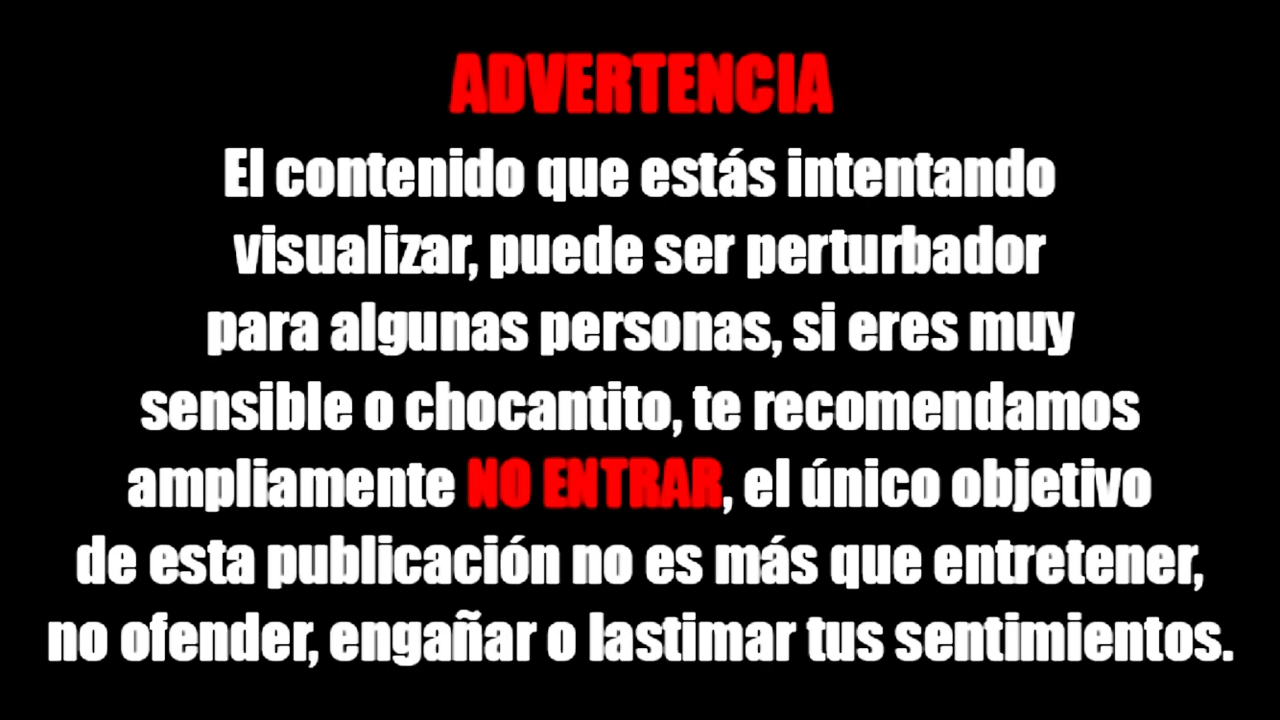 ADVERTENCIA
El contenido que estás intentando
visualizar, puede ser perturbador
para algunas personas, si eres muy
sensible o chocantito, te recomendamos
ampliamente NO ENTRAR, el único objetivo
de esta publicación no es más que entretener,
no ofender, engañar o lastimar tus sentimientos.